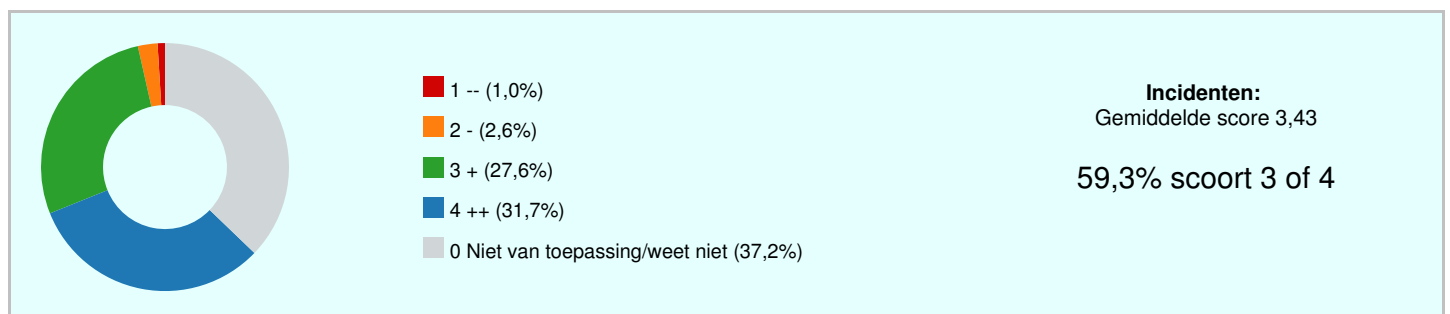 1 -- (1,0%)
2 - (2,6%)
3 + (27,6%)
4 ++ (31,7%)
0 Niet van toepassing/weet niet (37,2%)
Incidenten:
Gemiddelde score 3,43
59,3% scoort 3 of 4